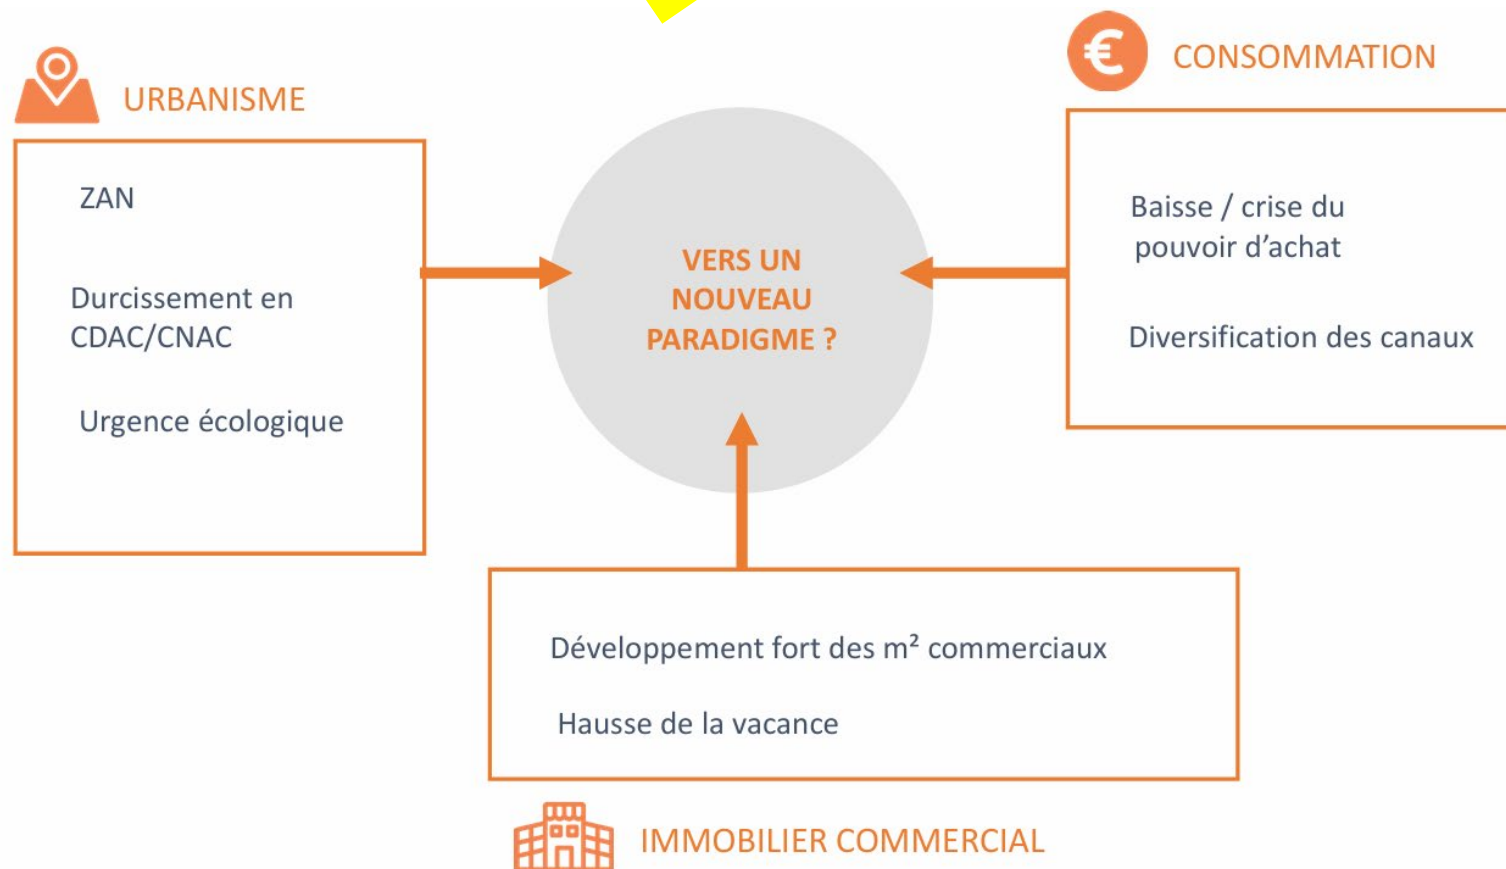 URBANISME
ZAN
Durcissement en
CDAC/CNAC
Urgence écologique
VERS UN
NOUVEAU
PARADIGME ?
€ CONSOMMATION
Baisse / crise du
pouvoir d’achat
Diversification des canaux
Développement fort des m² commerciaux
Hausse de la vacance
IMMOBILIER COMMERCIAL